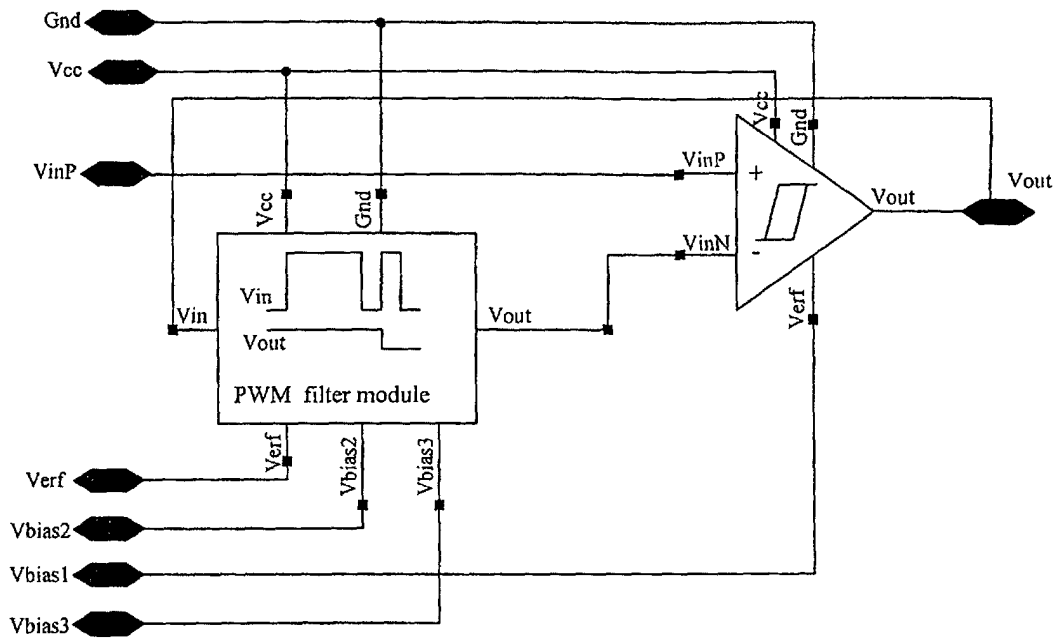 Gnd
Vcc
VinP
Vcc
Gnd
Vcc
Gnd
VinP
+
VinN
-
Vout
Vout
Vin
Vin
Vout
Vout
PWM filter module
Verf
Vbias2
Vbias3
Verf
Verf
Vbias2
Vbias1
Vbias3